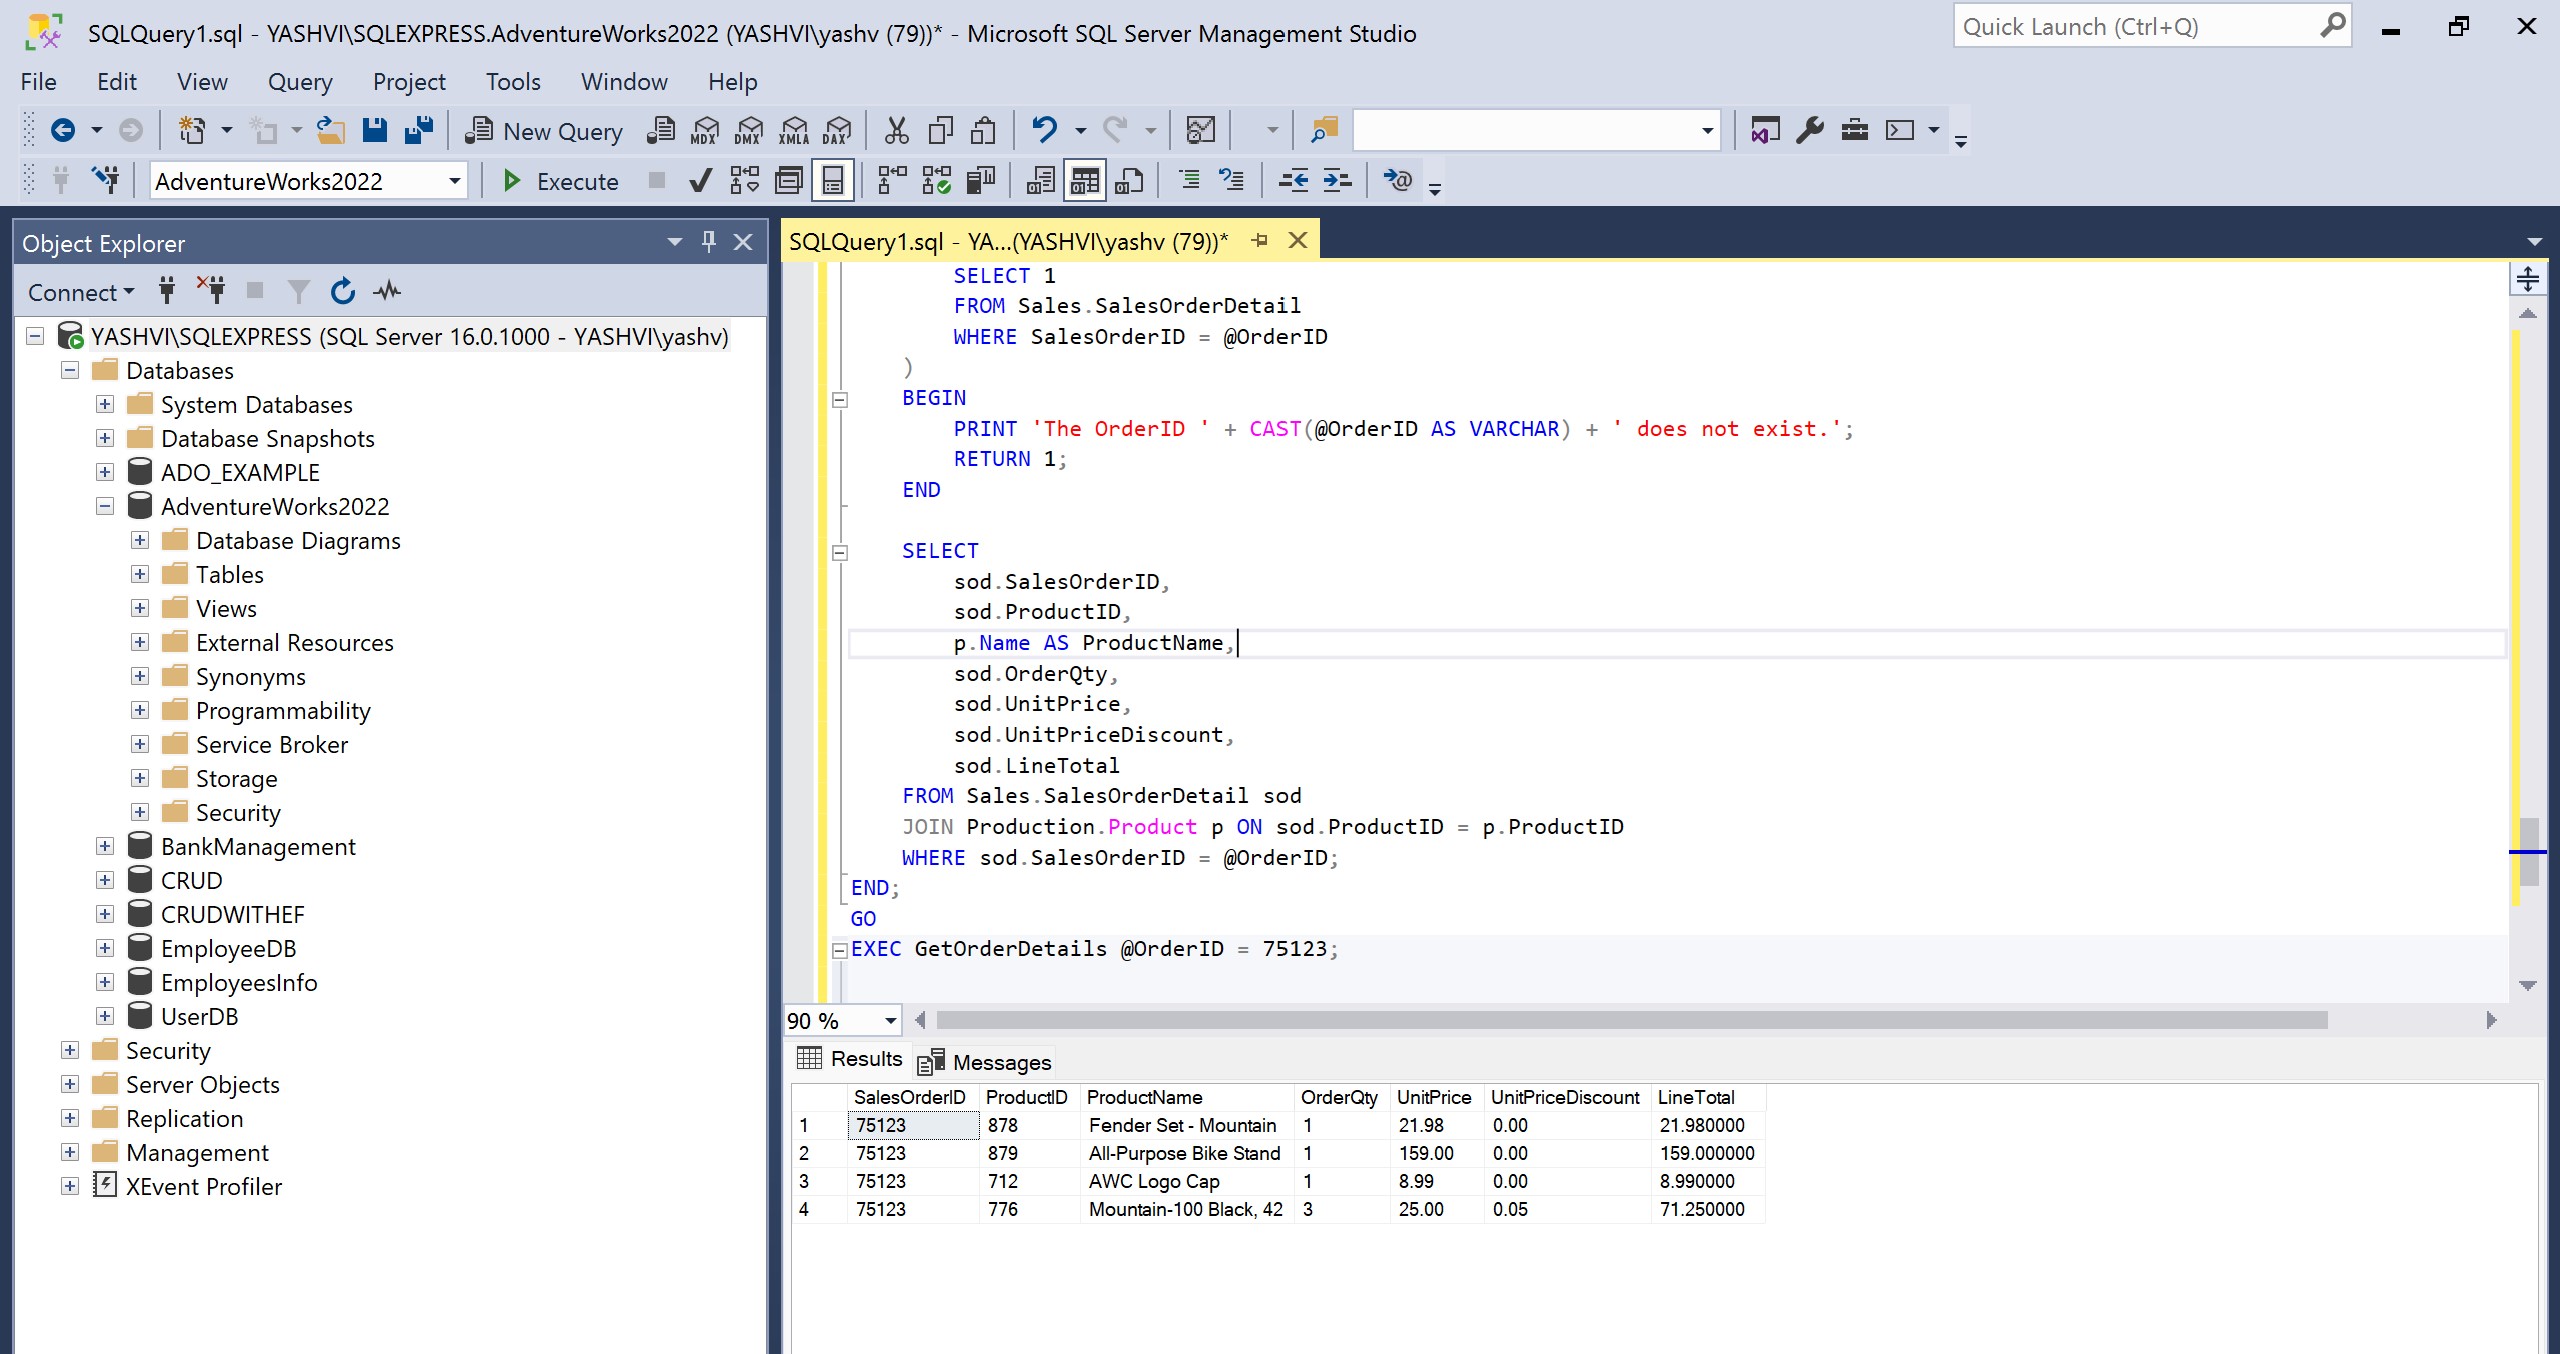 SQLQuery1.sql - YASHVI\SQLEXPRESS.AdventureWorks2022 (YASHVI\yashv (79))* - Microsoft SQL Server Management Studio
Quick Launch (Ctrl+Q)
File Edit View Query Project Tools Window Help
New Query MDX DMX XMLA DAX
AdventureWorks2022 Execute
Object Explorer
Connect
YASHVI\SQLEXPRESS (SQL Server 16.0.1000 - YASHVI\yashv)
Databases
System Databases
Database Snapshots
ADO_EXAMPLE
AdventureWorks2022
Database Diagrams
Tables
Views
External Resources
Synonyms
Programmability
Service Broker
Storage
Security
BankManagement
CRUD
CRUDWITHEF
EmployeeDB
EmployeesInfo
UserDB
Security
Server Objects
Replication
Management
XEvent Profiler
SQLQuery1.sql - YA...(YASHVI\yashv (79))*
SELECT 1
FROM Sales.SalesOrderDetail
WHERE SalesOrderID = @OrderID
)
BEGIN
PRINT 'The OrderID ' + CAST(@OrderID AS VARCHAR) + ' does not exist.';
RETURN 1;
END
SELECT
sod.SalesOrderID,
sod.ProductID,
p.Name AS ProductName,
sod.OrderQty,
sod.UnitPrice,
sod.UnitPriceDiscount,
sod.LineTotal
FROM Sales.SalesOrderDetail sod
JOIN Production.Product p ON sod.ProductID = p.ProductID
WHERE sod.SalesOrderID = @OrderID;
END;
GO
EXEC GetOrderDetails @OrderID = 75123;
90 %
Results Messages
SalesOrderID ProductID ProductName OrderQty UnitPrice UnitPriceDiscount LineTotal
1 75123 878 Fender Set - Mountain 1 21.98 0.00 21.980000
2 75123 879 All-Purpose Bike Stand 1 159.00 0.00 159.000000
3 75123 712 AWC Logo Cap 1 8.99 0.00 8.990000
4 75123 776 Mountain-100 Black, 42 3 25.00 0.05 71.250000